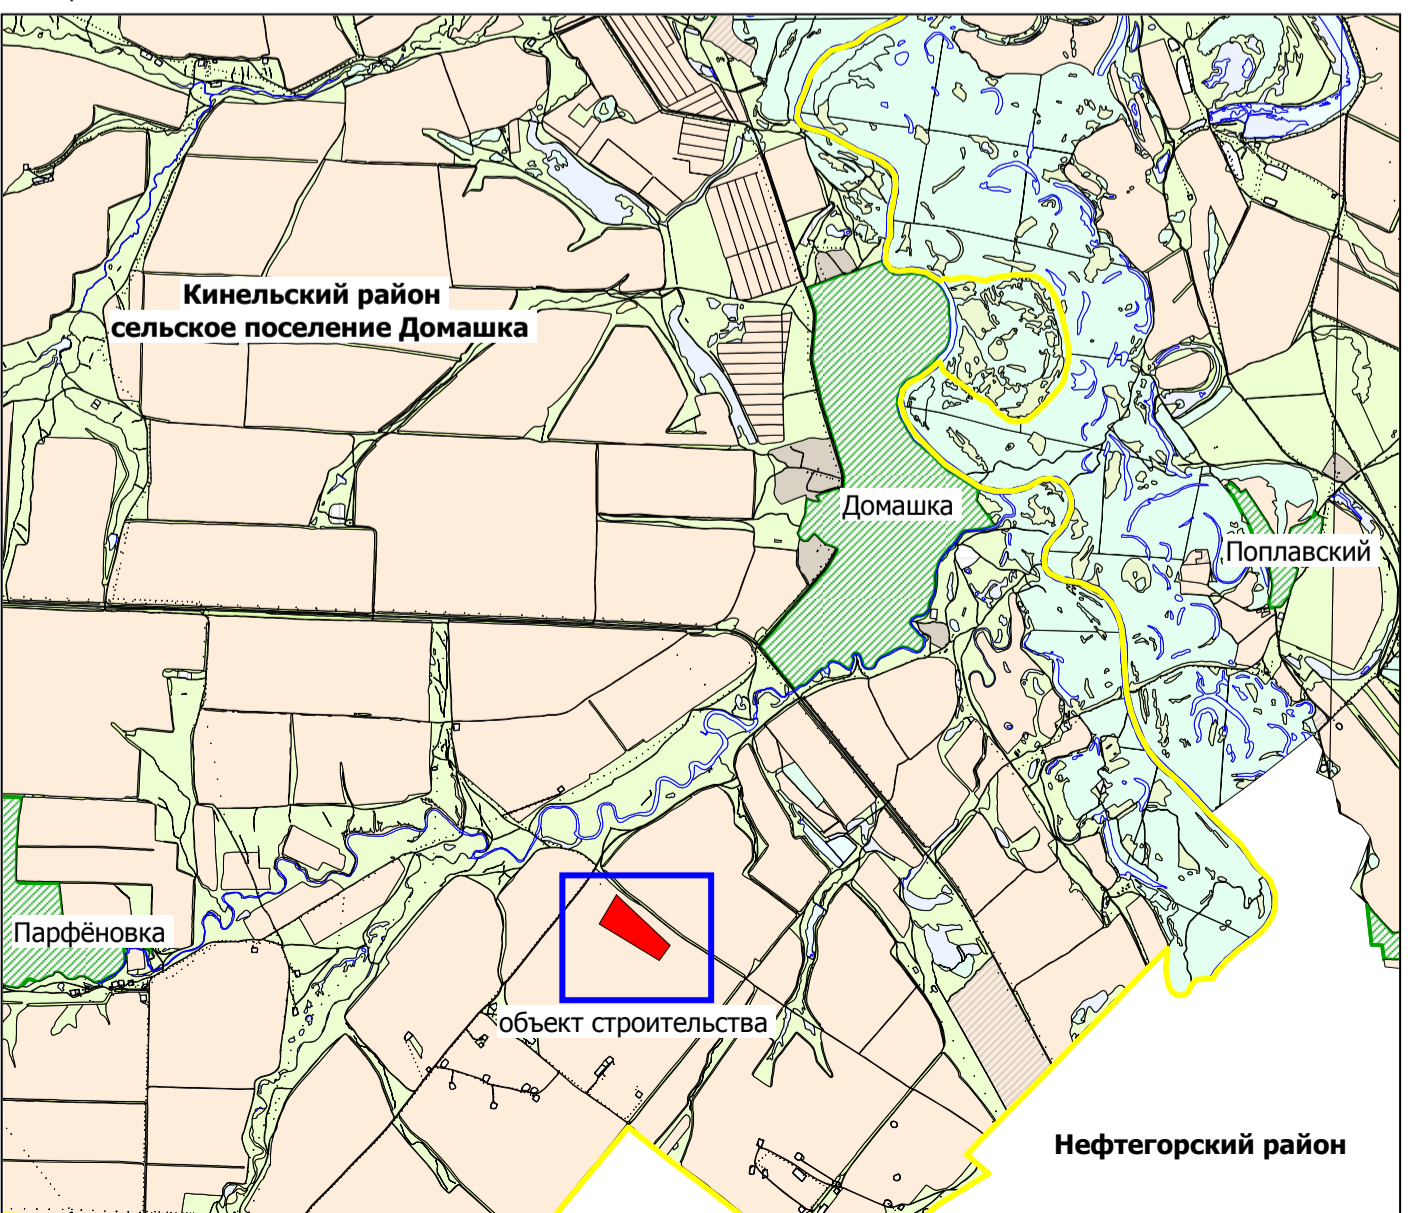 Кинельский район
сельское поселение Домашка
Домашка
Поплавский
Парфёновка
объект строительства
Нефтегорский район